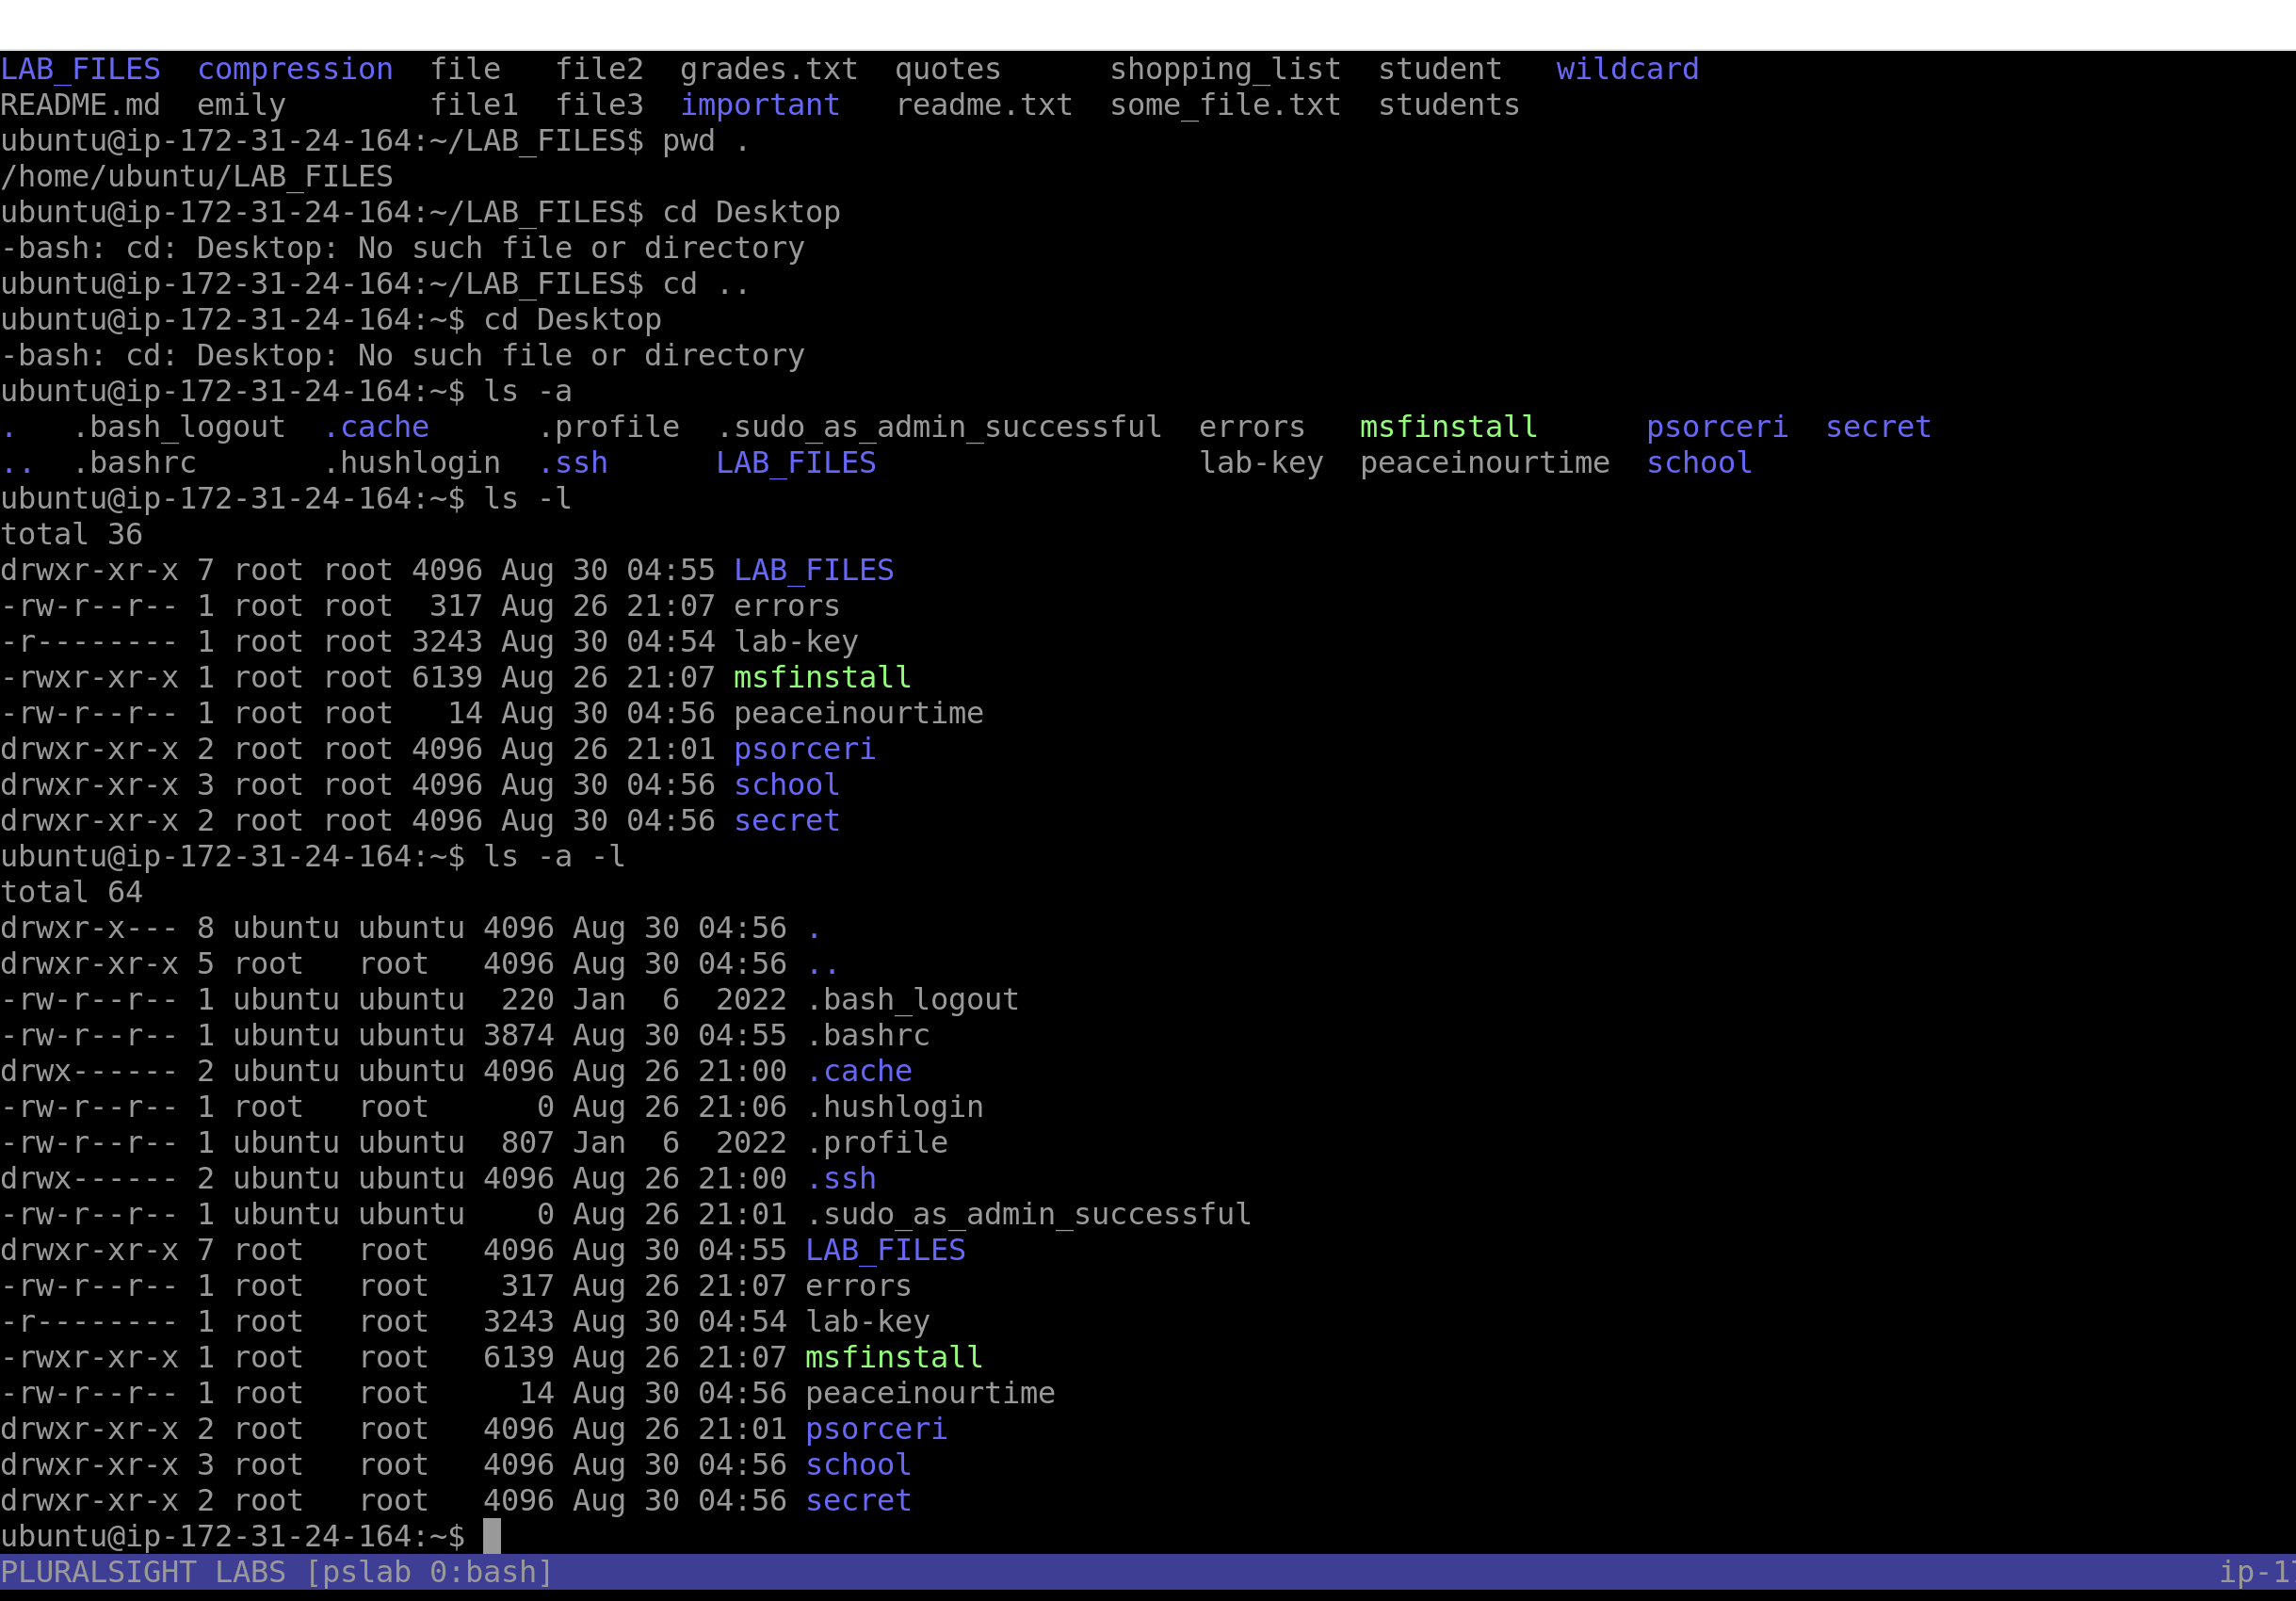 LAB_FILES  compression  file   file2  grades.txt  quotes      shopping_list  student   wildcard
README.md  emily        file1  file3  important   readme.txt  some_file.txt  students
ubuntu@ip-172-31-24-164:~/LAB_FILES$ pwd .
/home/ubuntu/LAB_FILES
ubuntu@ip-172-31-24-164:~/LAB_FILES$ cd Desktop
-bash: cd: Desktop: No such file or directory
ubuntu@ip-172-31-24-164:~/LAB_FILES$ cd ..
ubuntu@ip-172-31-24-164:~$ cd Desktop
-bash: cd: Desktop: No such file or directory
ubuntu@ip-172-31-24-164:~$ ls -a
.   .bash_logout  .cache      .profile  .sudo_as_admin_successful  errors   msfinstall      psorceri  secret
..  .bashrc       .hushlogin  .ssh      LAB_FILES                  lab-key  peaceinourtime  school
ubuntu@ip-172-31-24-164:~$ ls -l
total 36
drwxr-xr-x 7 root root 4096 Aug 30 04:55 LAB_FILES
-rw-r--r-- 1 root root  317 Aug 26 21:07 errors
-r-------- 1 root root 3243 Aug 30 04:54 lab-key
-rwxr-xr-x 1 root root 6139 Aug 26 21:07 msfinstall
-rw-r--r-- 1 root root   14 Aug 30 04:56 peaceinourtime
drwxr-xr-x 2 root root 4096 Aug 26 21:01 psorceri
drwxr-xr-x 3 root root 4096 Aug 30 04:56 school
drwxr-xr-x 2 root root 4096 Aug 30 04:56 secret
ubuntu@ip-172-31-24-164:~$ ls -a -l
total 64
drwxr-x--- 8 ubuntu ubuntu 4096 Aug 30 04:56 .
drwxr-xr-x 5 root   root   4096 Aug 30 04:56 ..
-rw-r--r-- 1 ubuntu ubuntu  220 Jan  6  2022 .bash_logout
-rw-r--r-- 1 ubuntu ubuntu 3874 Aug 30 04:55 .bashrc
drwx------ 2 ubuntu ubuntu 4096 Aug 26 21:00 .cache
-rw-r--r-- 1 root   root      0 Aug 26 21:06 .hushlogin
-rw-r--r-- 1 ubuntu ubuntu  807 Jan  6  2022 .profile
drwx------ 2 ubuntu ubuntu 4096 Aug 26 21:00 .ssh
-rw-r--r-- 1 ubuntu ubuntu    0 Aug 26 21:01 .sudo_as_admin_successful
drwxr-xr-x 7 root   root   4096 Aug 30 04:55 LAB_FILES
-rw-r--r-- 1 root   root    317 Aug 26 21:07 errors
-r-------- 1 root   root   3243 Aug 30 04:54 lab-key
-rwxr-xr-x 1 root   root   6139 Aug 26 21:07 msfinstall
-rw-r--r-- 1 root   root     14 Aug 30 04:56 peaceinourtime
drwxr-xr-x 2 root   root   4096 Aug 26 21:01 psorceri
drwxr-xr-x 3 root   root   4096 Aug 30 04:56 school
drwxr-xr-x 2 root   root   4096 Aug 30 04:56 secret
ubuntu@ip-172-31-24-164:~$
PLURALSIGHT LABS [pslab 0:bash] ip-17